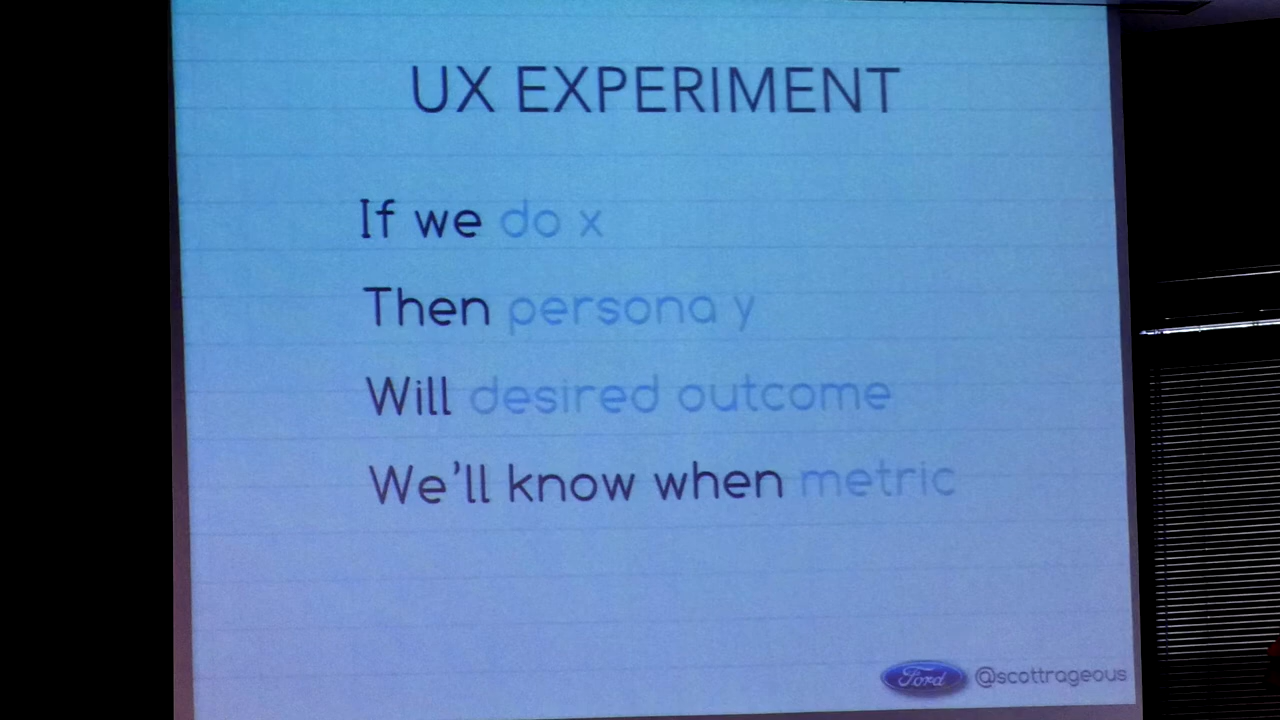 UX EXPERIMENT
If we do x
Then persona y
Will desired outcome
We'll know when metric
Ford @scottrageous